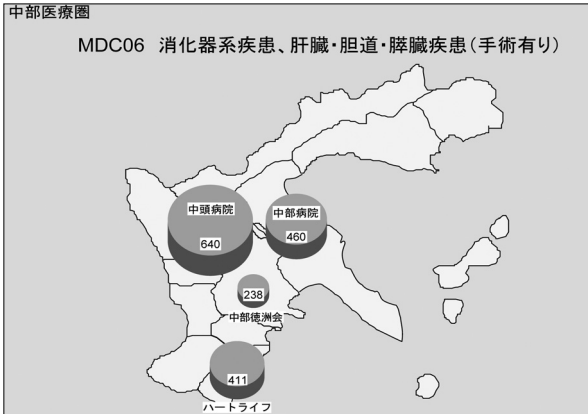 中部医療圏
MDC06 消化器系疾患、肝臓・胆道・膵臓疾患(手術有り)
中頭病院
640
中部病院
460
238
中部徳洲会
411
ハートライフ